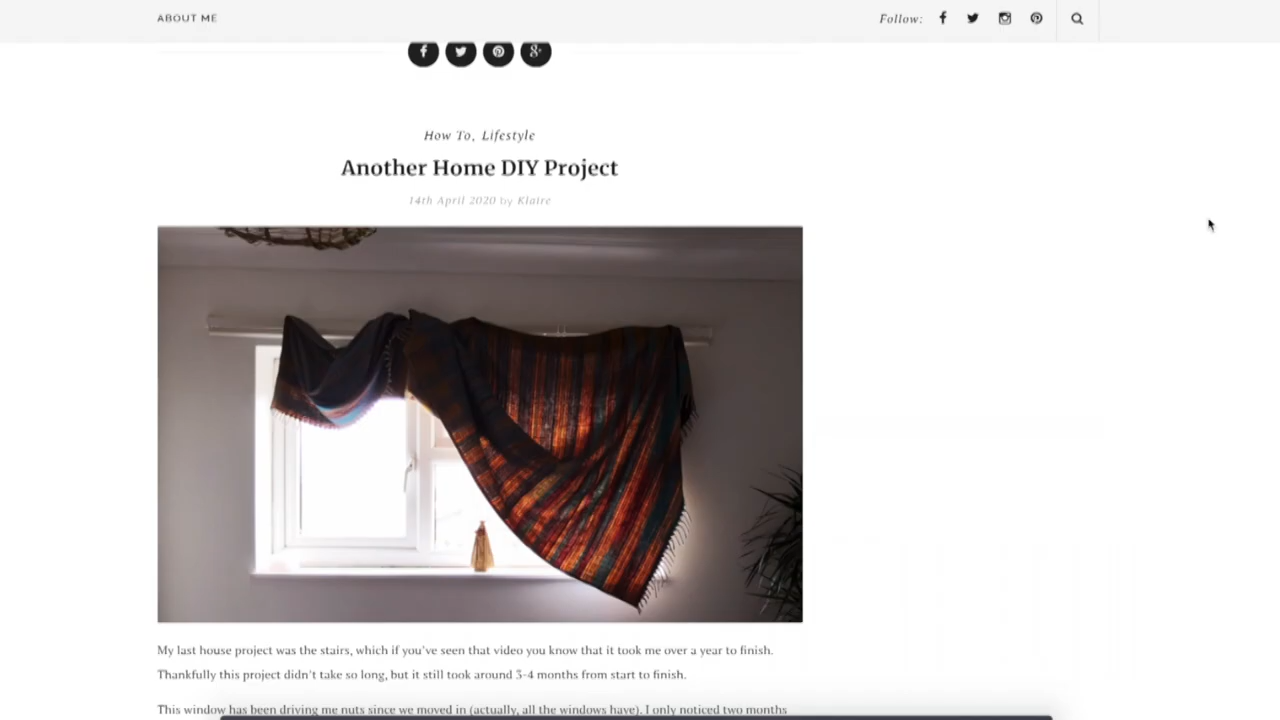 ABOUT ME
Follow:
How To, Lifestyle
Another Home DIY Project
14th April 2020 by Klaire
My last house project was the stairs, which if you've seen that video you know that it took me over a year to finish.
Thankfully this project didn't take so long, but it still took around 3-4 months from start to finish.
This window has been driving me nuts since we moved in (actually, all the windows have). I only noticed two months